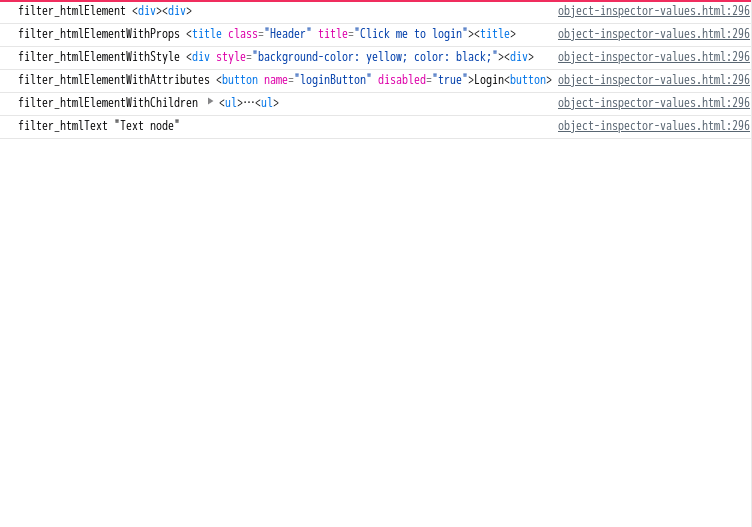 filter_htmlElement <div><div> object-inspector-values.html:296
filter_htmlElementWithProps <title class="Header" title="Click me to login"><title> object-inspector-values.html:296
filter_htmlElementWithStyle <div style="background-color: yellow; color: black;"><div> object-inspector-values.html:296
filter_htmlElementWithAttributes <button name="loginButton" disabled="true">Login<button> object-inspector-values.html:296
filter_htmlElementWithChildren ▶ <ul>⋯<ul> object-inspector-values.html:296
filter_htmlText "Text node" object-inspector-values.html:296